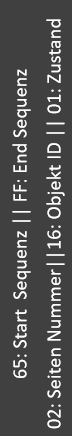 65: Start  Sequenz || FF: End Sequenz
02: Seiten Nummer ||16: Objekt ID || 01: Zustand